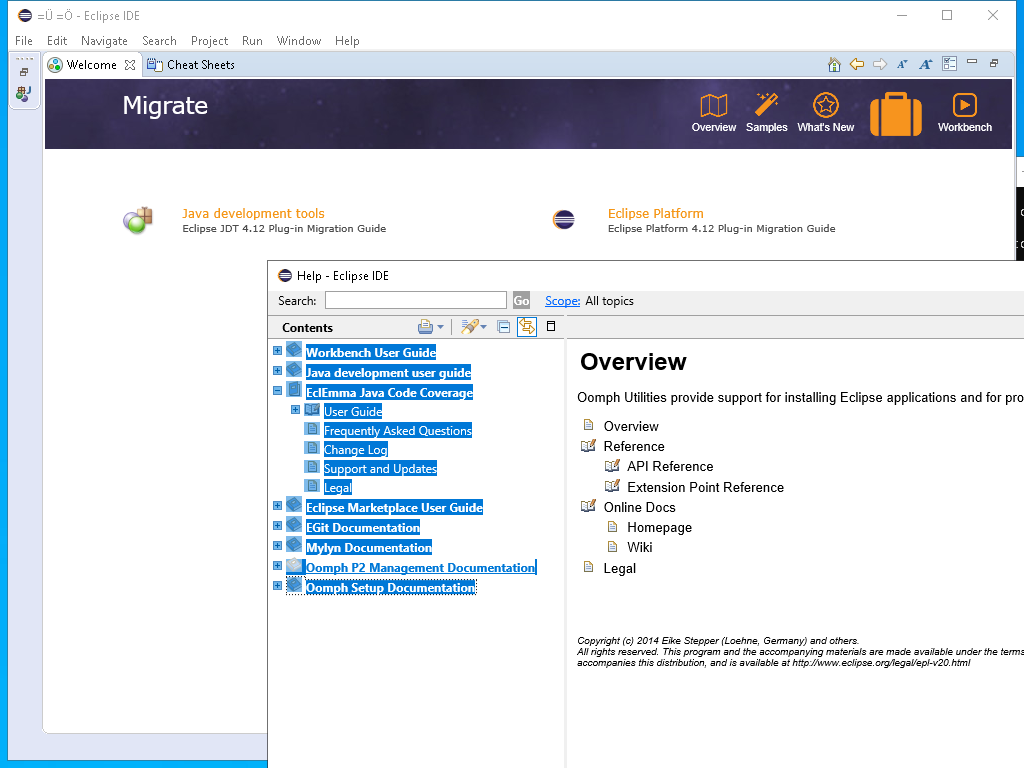 =Ü =Ö - Eclipse IDE
File Edit Navigate Search Project Run Window Help
Welcome Cheat Sheets
Migrate
Overview Samples What's New Workbench
Java development tools
Eclipse JDT 4.12 Plug-in Migration Guide
Eclipse Platform
Eclipse Platform 4.12 Plug-in Migration Guide
Help - Eclipse IDE
Search: Go Scope: All topics
Contents
Workbench User Guide
Java development user guide
EclEmma Java Code Coverage
User Guide
Frequently Asked Questions
Change Log
Support and Updates
Legal
Eclipse Marketplace User Guide
EGit Documentation
Mylyn Documentation
Oomph P2 Management Documentation
Oomph Setup Documentation
Overview
Oomph Utilities provide support for installing Eclipse applications and for pro
Overview
Reference
API Reference
Extension Point Reference
Online Docs
Homepage
Wiki
Legal
Copyright (c) 2014 Eike Stepper (Loehne, Germany) and others.
All rights reserved. This program and the accompanying materials are made available under the terms
accompanies this distribution, and is available at http://www.eclipse.org/legal/epl-v20.html